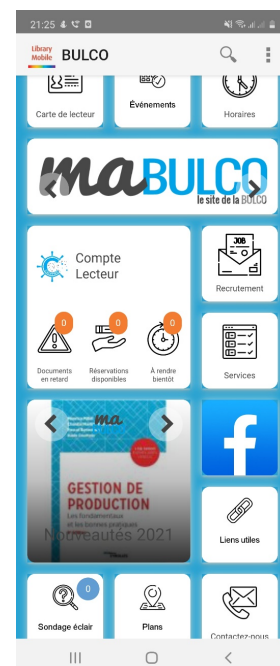 21:25
Library
Mobile
BULCO
Carte de lecteur
Événements
Horaires
maBULCO
le site de la BULCO
Compte
Lecteur
JOB
Recrutement
0
0
0
Documents
en retard
Réservations
disponibles
À rendre
bientôt
Services
ma
GESTION DE
PRODUCTION
Les fondamentaux
et les bonnes pratiques
Nouveautés 2021
f
Liens utiles
0
Sondage éclair
Plans
Contactez-nous